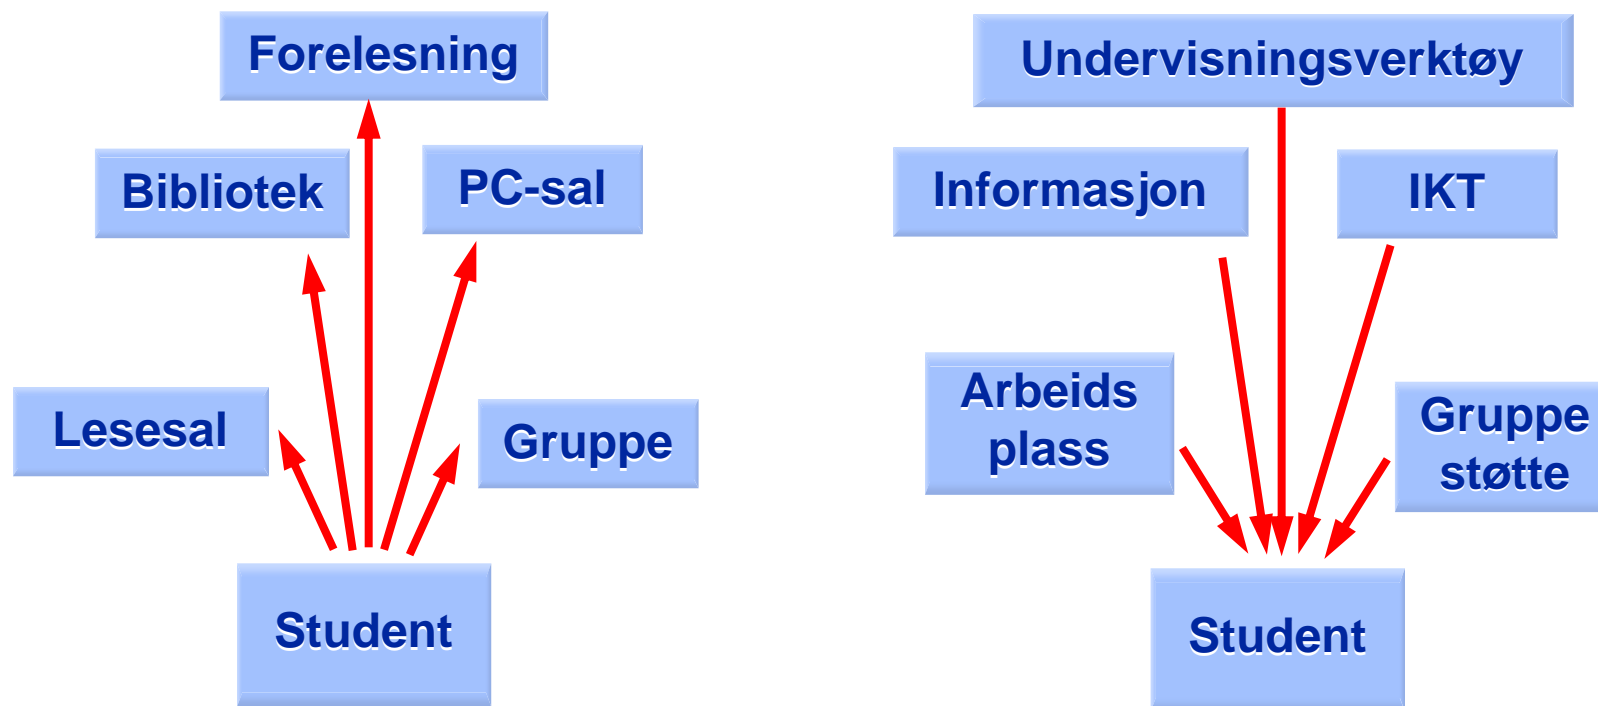 Forelesning
Bibliotek
PC-sal
Lesesal
Gruppe
Student
Undervisningsverktøy
Informasjon
IKT
Arbeids
plass
Gruppe
støtte
Student